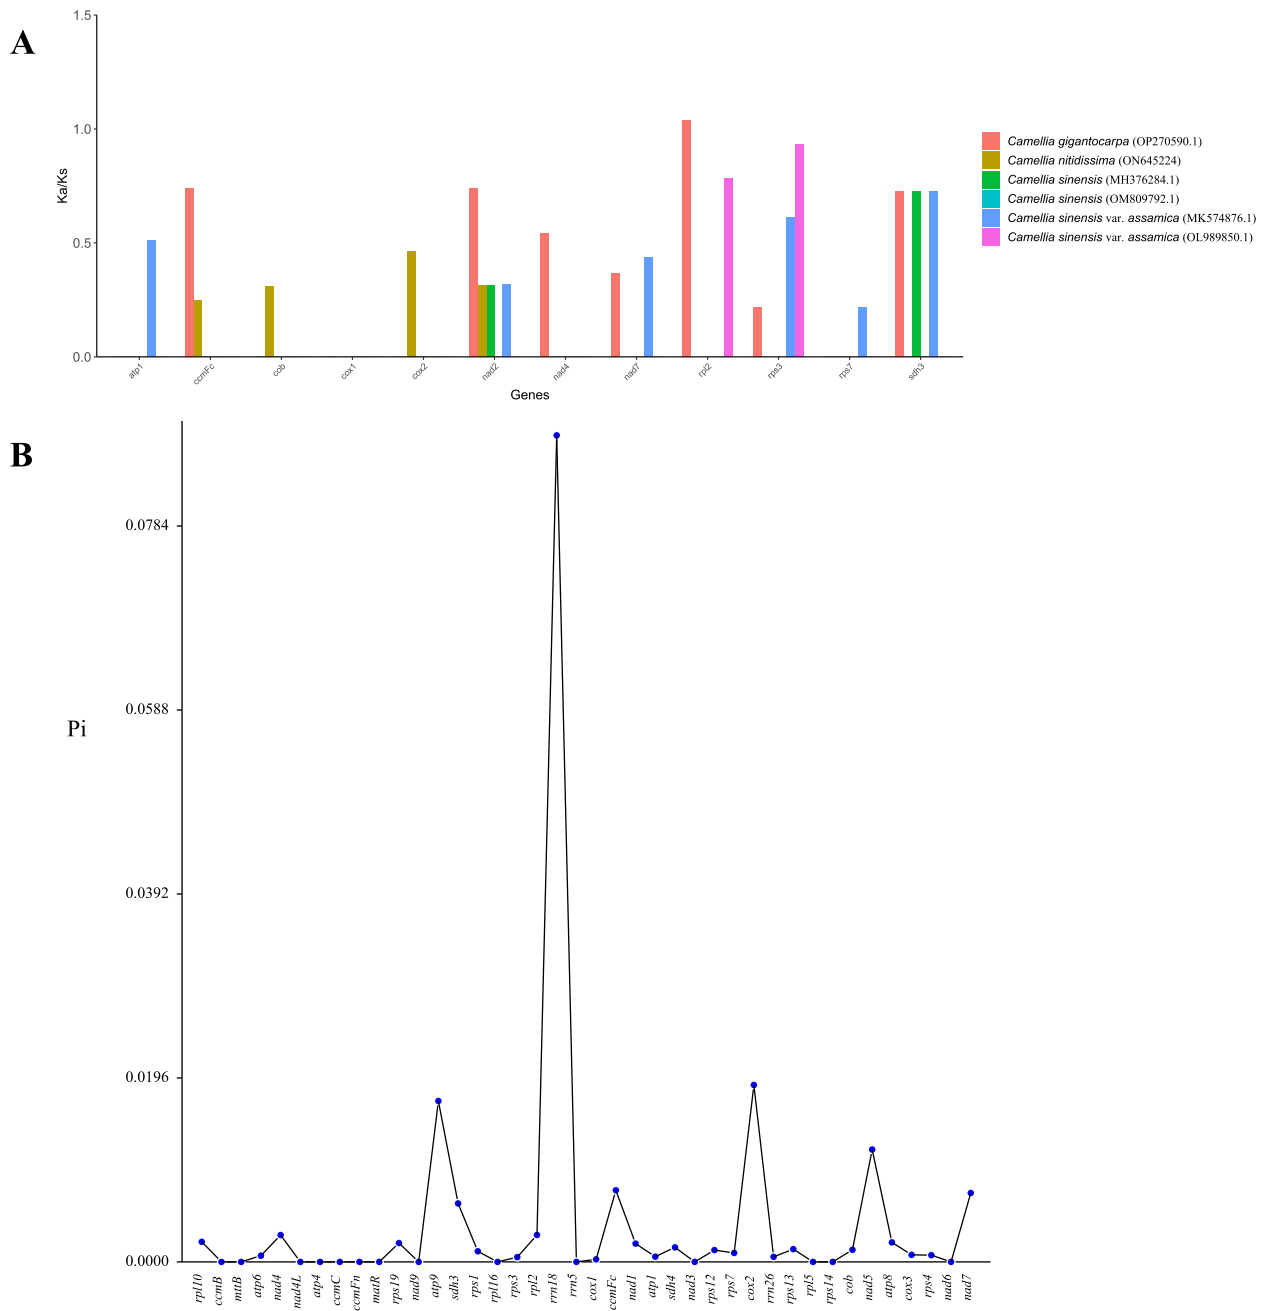 A
1.5
1.0
0.5
0.0
Ka/Ks
atp1 ccmFc cob cox1 cox2 nad2 nad4 nad7 rpl2 rps3 rps7 sdh3
Genes
Camellia gigantocarpa (OP270590.1)
Camellia nitidissima (ON645224)
Camellia sinensis (MH376284.1)
Camellia sinensis (OM809792.1)
Camellia sinensis var. assamica (MK574876.1)
Camellia sinensis var. assamica (OL989850.1)
B
0.0784
0.0588
0.0392
0.0196
0.0000
Pi
rpl10 ccmB mttB atp6 nad4 nad4L atp4 ccmC ccmFn matR rps19 nad9 atp9 sdh3 rps1 rpl16 rps3 rpl2 rrn18 rrn5 cox1 ccmFc nad1 atp1 sdh4 nad3 rps12 rps7 cox2 rrn26 rps13 rpl5 rps14 cob nad5 atp8 cox3 rps4 nad6 nad7